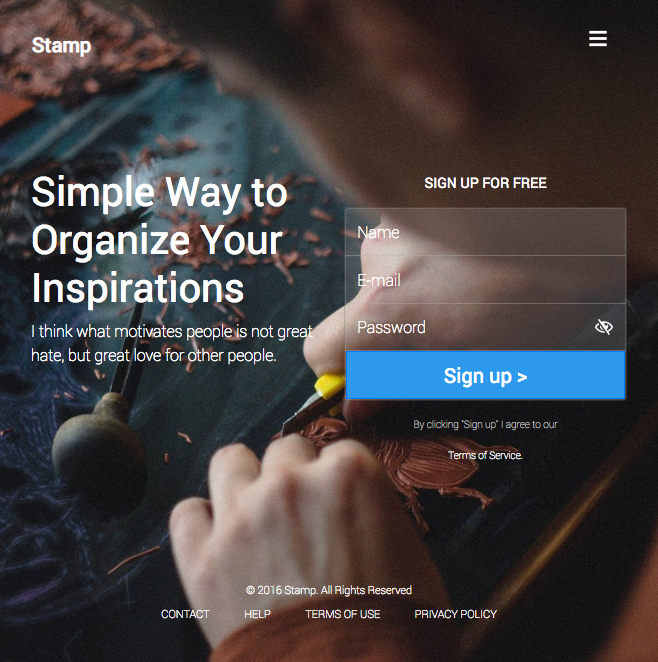 Stamp
Simple Way to
Organize Your
Inspirations
I think what motivates people is not great
hate, but great love for other people.
SIGN UP FOR FREE
Name
E-mail
Password
Sign up >
By clicking "Sign up" I agree to our
Terms of Service.
© 2016 Stamp. All Rights Reserved
CONTACT HELP TERMS OF USE PRIVACY POLICY